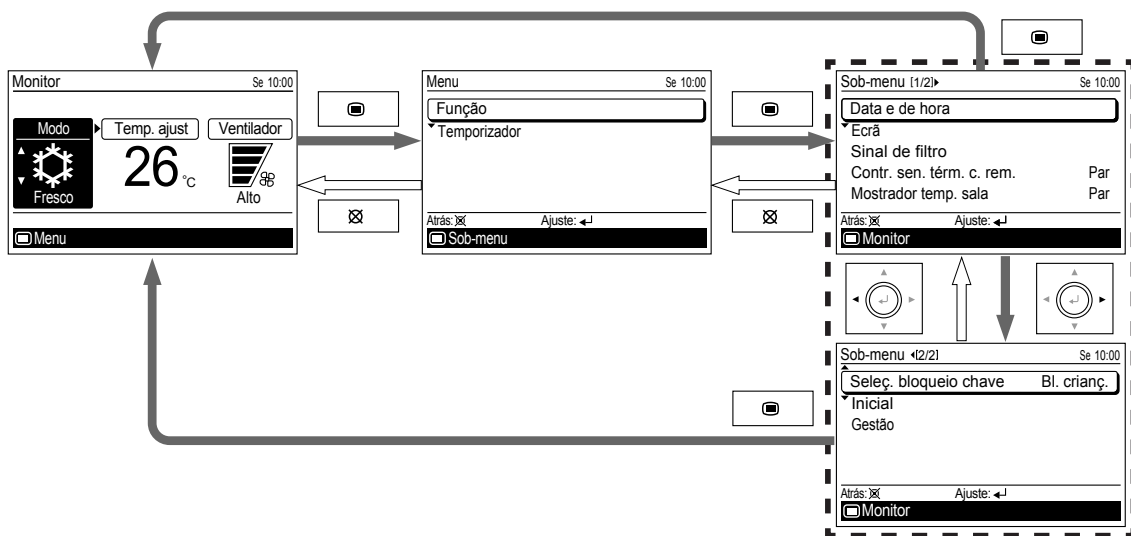 Monitor Se 10:00
Modo Temp. ajust Ventilador
26 °C
Fresco Alto
Menu
Menu Se 10:00
Função
Temporizador
Atrás: Ajuste:
Sob-menu
Sob-menu [1/2] Se 10:00
Data e de hora
Ecrã
Sinal de filtro
Contr. sen. térm. c. rem. Par
Mostrador temp. sala Par
Atrás: Ajuste:
Monitor
Sob-menu [2/2] Se 10:00
Seleç. bloqueio chave Bl. crianç.
Inicial
Gestão
Atrás: Ajuste:
Monitor